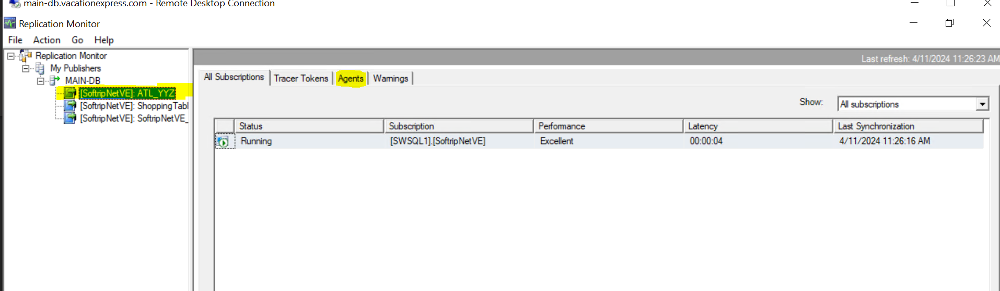 main-db.vacationexpress.com - Remote Desktop Connection
Replication Monitor
File Action Go Help
Replication Monitor
My Publishers
MAIN-DB
[SoftripNetVE]: ATL_YYZ
[SoftripNetVE]: ShoppingTabl
[SoftripNetVE]: SoftripNetVE_
Last refresh: 4/11/2024 11:26:23 AM
All Subscriptions Tracer Tokens Agents Warnings
Show: All subscriptions
Status Subscription Performance Latency Last Synchronization
Running [SWSQL1].[SoftripNetVE] Excellent 00:00:04 4/11/2024 11:26:16 AM